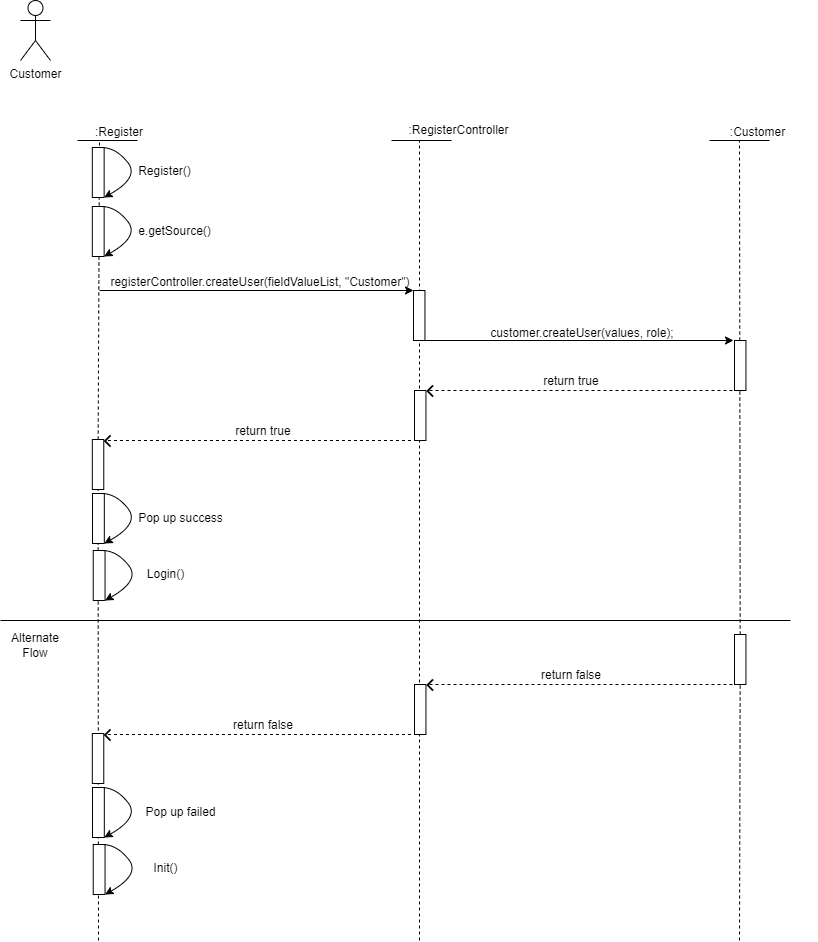 Customer
:Register
:RegisterController
:Customer
Register()
e.getSource()
registerController.createUser(fieldValueList, "Customer")
customer.createUser(values, role);
return true
return true
Pop up success
Login()
Alternate
Flow
return false
return false
Pop up failed
Init()